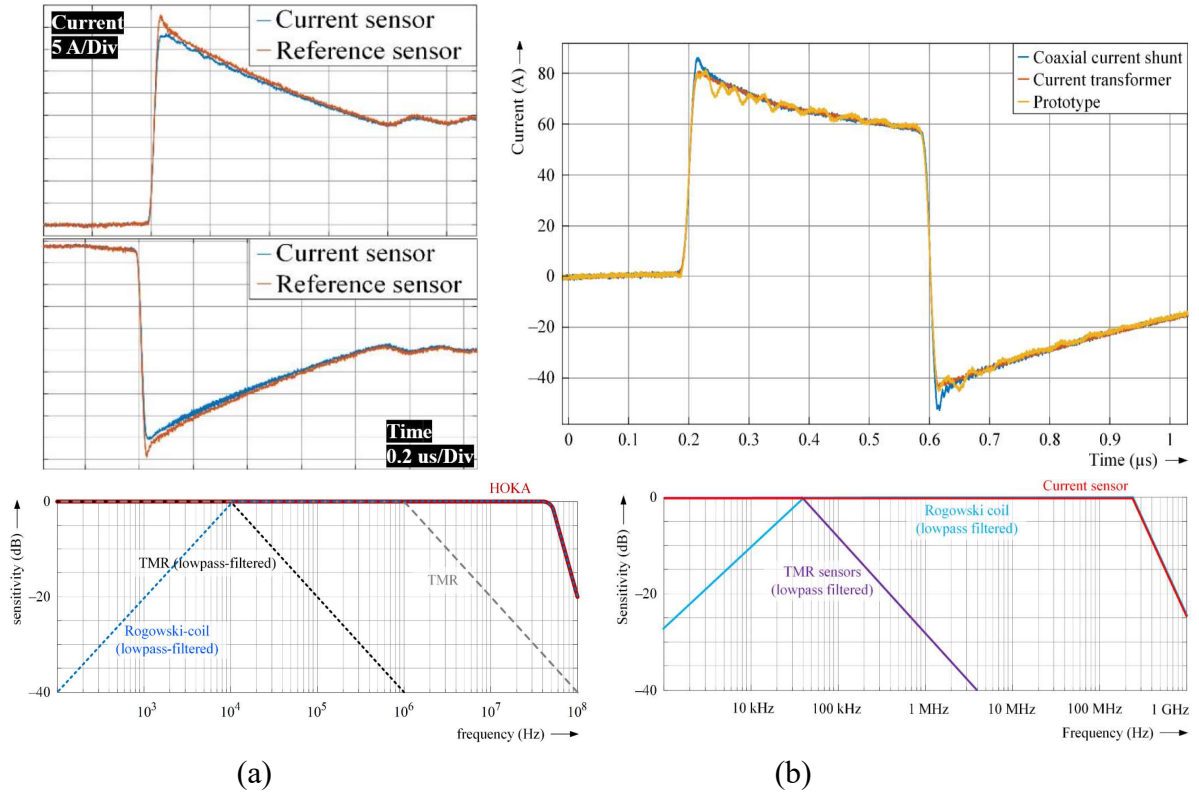 Current
5 A/Div
Current sensor
Reference sensor
Current sensor
Reference sensor
Time
0.2 us/Div
Current (A)
80
60
40
20
0
−20
−40
Coaxial current shunt
Current transformer
Prototype
−0
0.1
0.2
0.3
0.4
0.5
0.6
0.7
0.8
0.9
1
Time (µs)
sensitivity (dB)
0
−20
−40
HOKA
TMR (lowpass-filtered)
TMR
Rogowski-coil
(lowpass-filtered)
10³
10⁴
10⁵
10⁶
10⁷
10⁸
frequency (Hz)
Sensitivity (dB)
0
−20
−40
Current sensor
Rogowski coil
(lowpass filtered)
TMR sensors
(lowpass filtered)
10 kHz
100 kHz
1 MHz
10 MHz
100 MHz
1 GHz
Frequency (Hz)
(a)
(b)